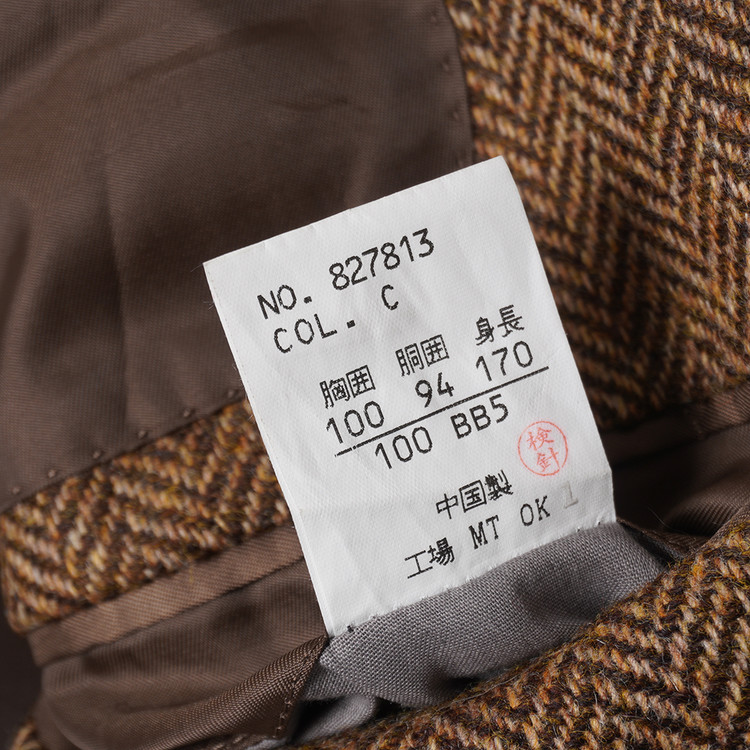 NO. 827813
COL. C
胸囲 胴囲 身長
100 94 170
100 BB5
検針
中国製
工場 MT OK 1